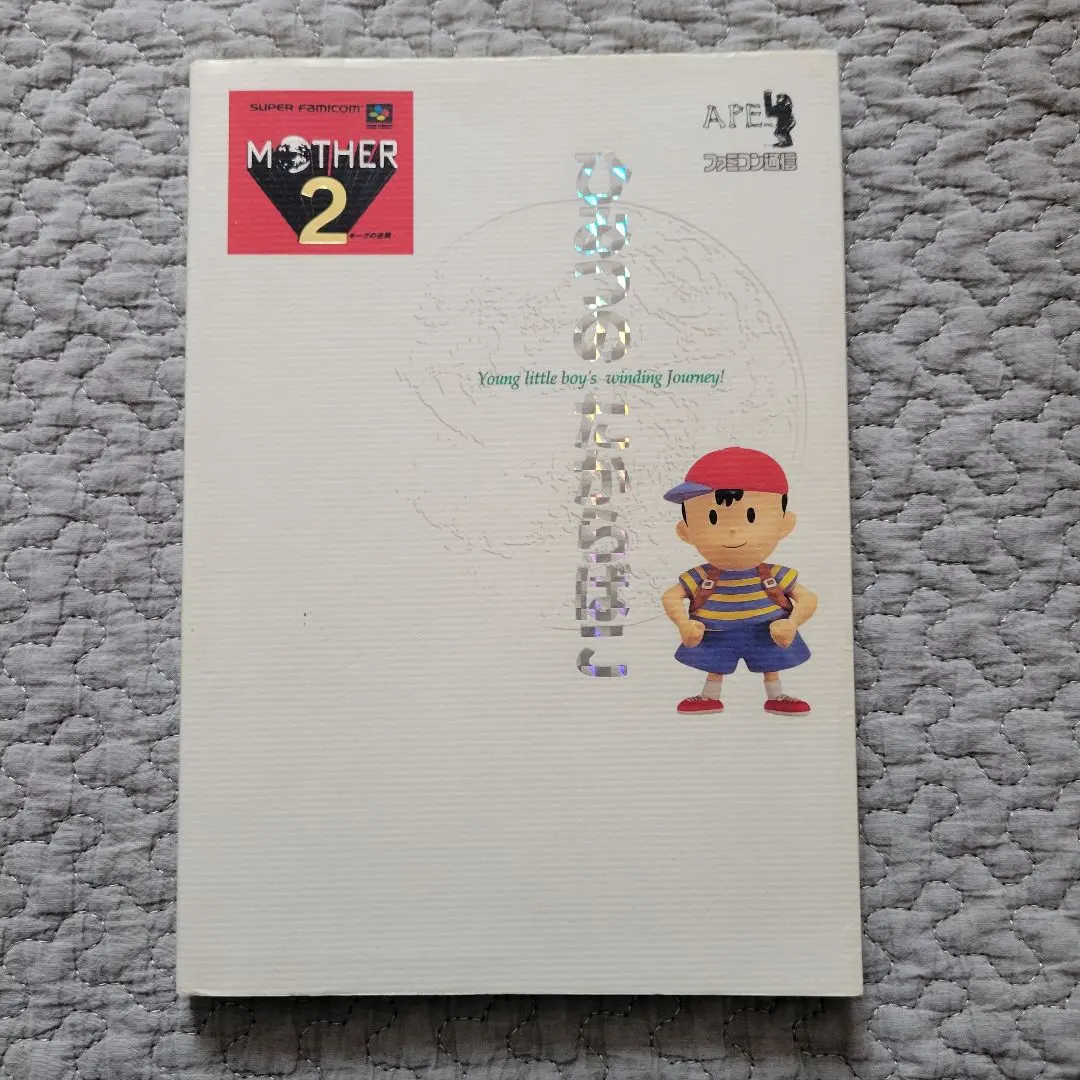 SUPER FAMICOM
MOTHER
2
ギーグの逆襲
APE
ファミコン通信
ひみつの たからばこ
Young little boy's winding Journey!